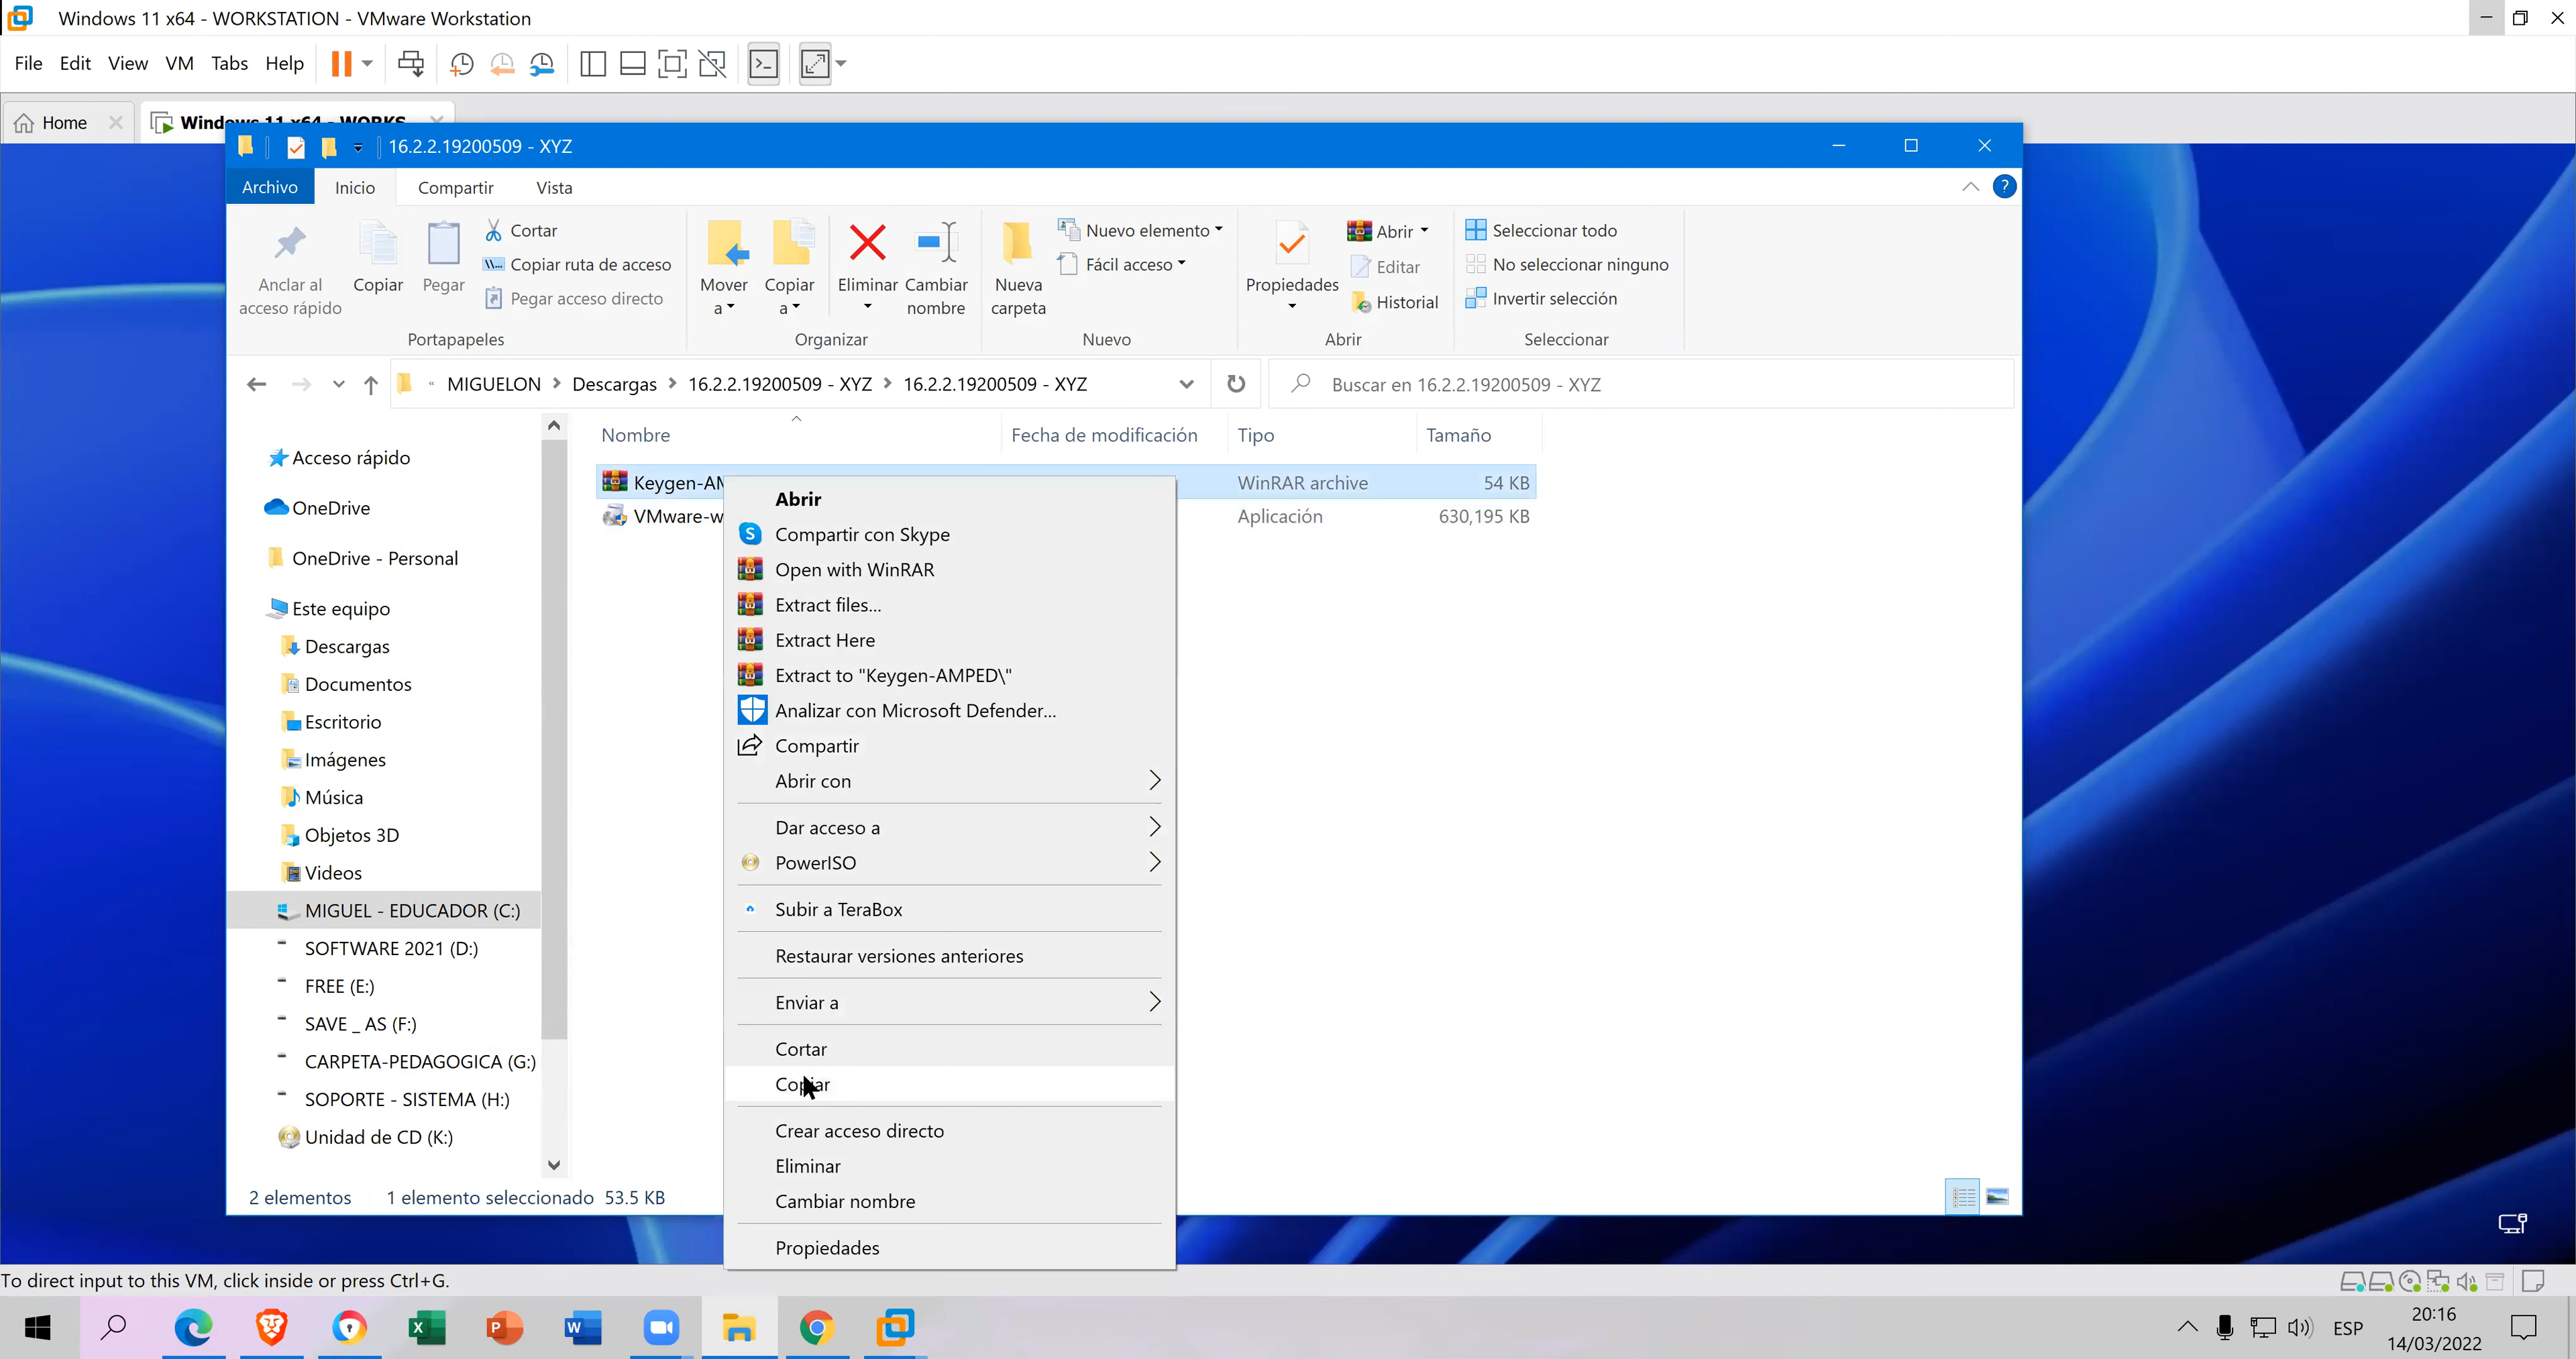 Windows 11 x64 - WORKSTATION - VMware Workstation
File Edit View VM Tabs Help
Home
Windows 11 x64 - WORKS
16.2.2.19200509 - XYZ
Archivo Inicio Compartir Vista
Anclar al
acceso rápido
Copiar
Pegar
Cortar
Copiar ruta de acceso
Pegar acceso directo
Portapapeles
Mover
a
Copiar
a
Eliminar
Cambiar
nombre
Organizar
Nueva
carpeta
Nuevo elemento
Fácil acceso
Nuevo
Propiedades
Abrir
Editar
Historial
Abrir
Seleccionar todo
No seleccionar ninguno
Invertir selección
Seleccionar
MIGUELON Descargas 16.2.2.19200509 - XYZ 16.2.2.19200509 - XYZ
Buscar en 16.2.2.19200509 - XYZ
Nombre Fecha de modificación Tipo Tamaño
Keygen-AM WinRAR archive 54 KB
VMware-w Aplicación 630,195 KB
Acceso rápido
OneDrive
OneDrive - Personal
Este equipo
Descargas
Documentos
Escritorio
Imágenes
Música
Objetos 3D
Videos
MIGUEL - EDUCADOR (C:)
SOFTWARE 2021 (D:)
FREE (E:)
SAVE _ AS (F:)
CARPETA-PEDAGOGICA (G:)
SOPORTE - SISTEMA (H:)
Unidad de CD (K:)
Abrir
Compartir con Skype
Open with WinRAR
Extract files...
Extract Here
Extract to "Keygen-AMPED\"
Analizar con Microsoft Defender...
Compartir
Abrir con
Dar acceso a
PowerISO
Subir a TeraBox
Restaurar versiones anteriores
Enviar a
Cortar
Copiar
Crear acceso directo
Eliminar
Cambiar nombre
Propiedades
2 elementos 1 elemento seleccionado 53.5 KB
To direct input to this VM, click inside or press Ctrl+G.
ESP
20:16
14/03/2022